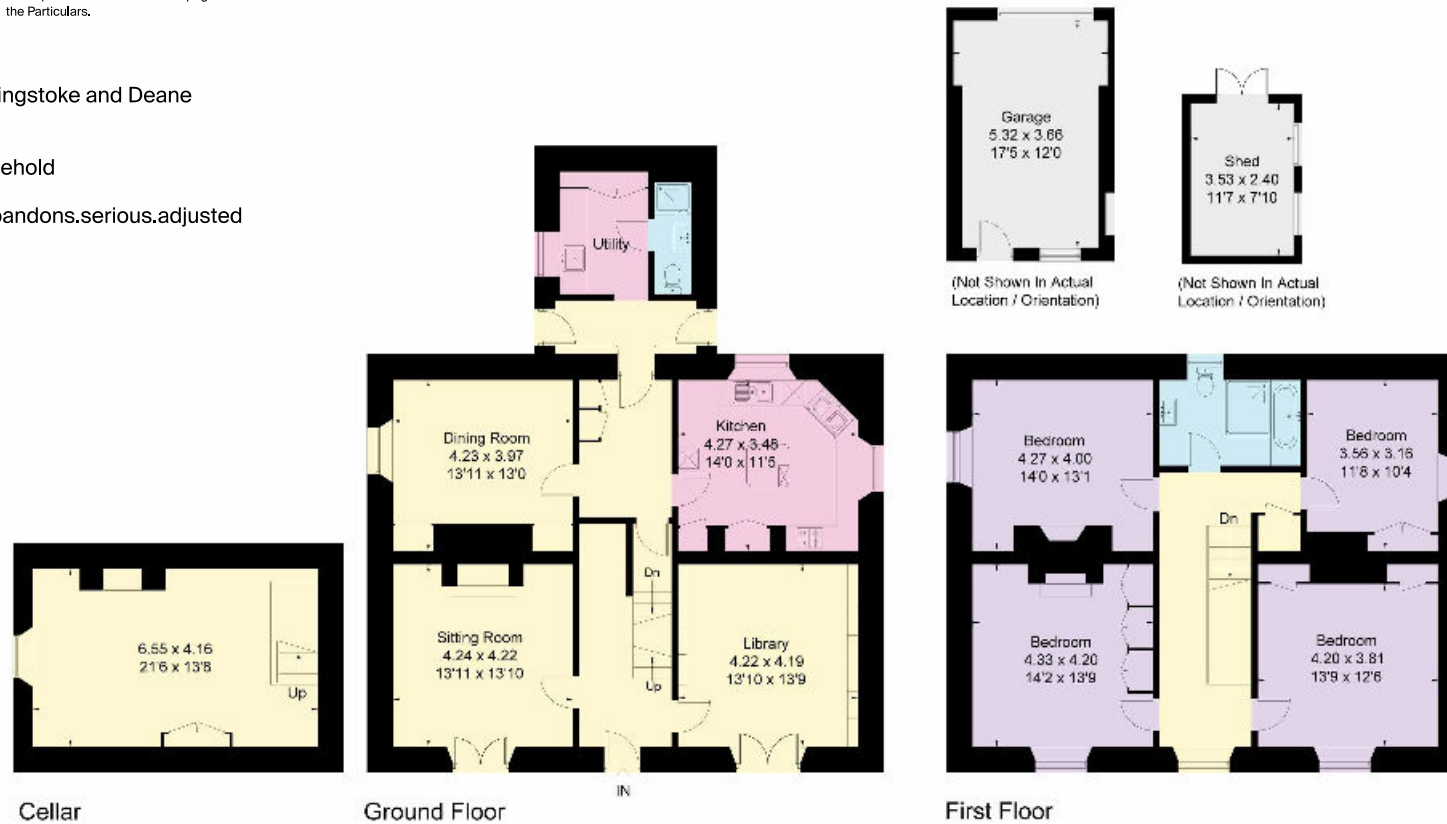 the Particulars.
ingstoke and Deane
ehold
bandons.serious.adjusted
Garage
5.32 x 3.66
17'5 x 12'0
(Not Shown In Actual
Location / Orientation)
Shed
3.53 x 2.40
11'7 x 7'10
(Not Shown In Actual
Location / Orientation)
Utility
Dining Room
4.23 x 3.97
13'11 x 13'0
Kitchen
4.27 x 3.48
14'0 x 11'5
Sitting Room
4.24 x 4.22
13'11 x 13'10
Dn
Up
Library
4.22 x 4.19
13'10 x 13'9
IN
6.55 x 4.16
21'6 x 13'8
Up
Bedroom
4.27 x 4.00
14'0 x 13'1
Bedroom
3.56 x 3.16
11'8 x 10'4
Dn
Bedroom
4.33 x 4.20
14'2 x 13'9
Bedroom
4.20 x 3.81
13'9 x 12'6
Cellar
Ground Floor
First Floor